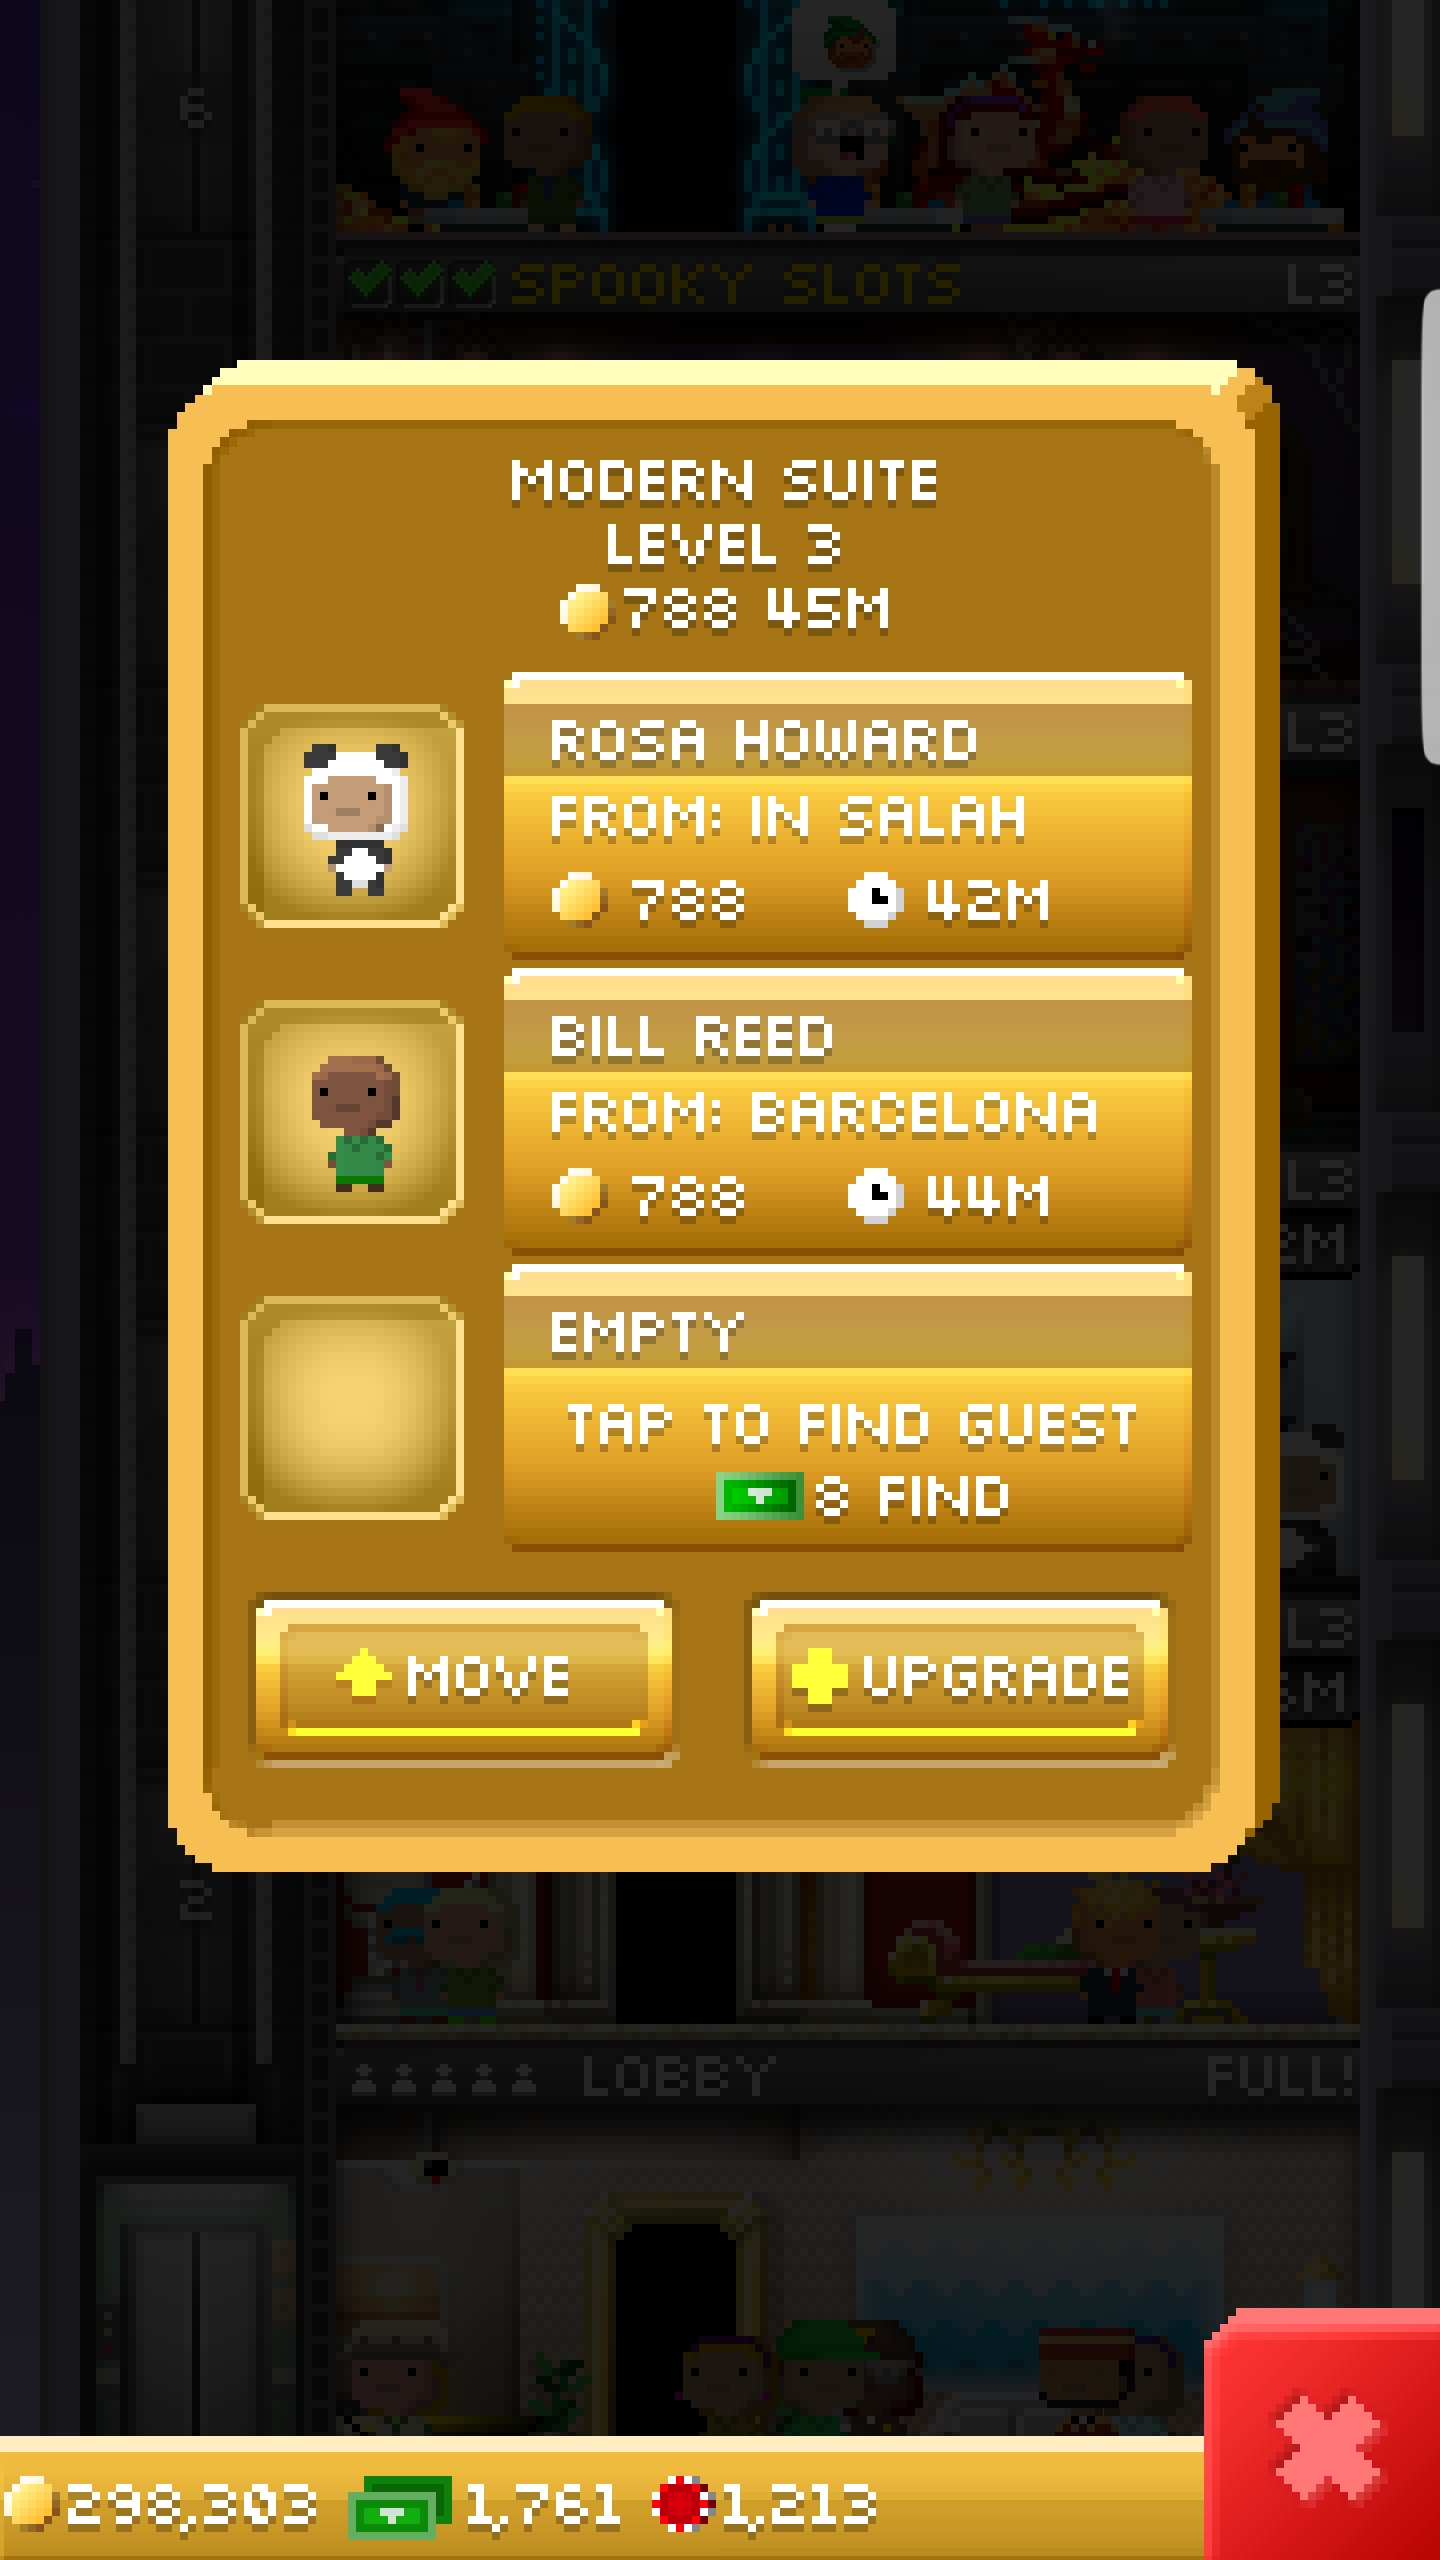 6
SPOOKY SLOTS L3
MODERN SUITE
LEVEL 3
788 45M
L3
ROSA HOWARD
FROM: IN SALAH
788 42M
BILL REED
FROM: BARCELONA
L3
788 44M
2M
EMPTY
TAP TO FIND GUEST
8 FIND
L3
MOVE UPGRADE
2
LOBBY FULL!
298,303 1,761 1,213